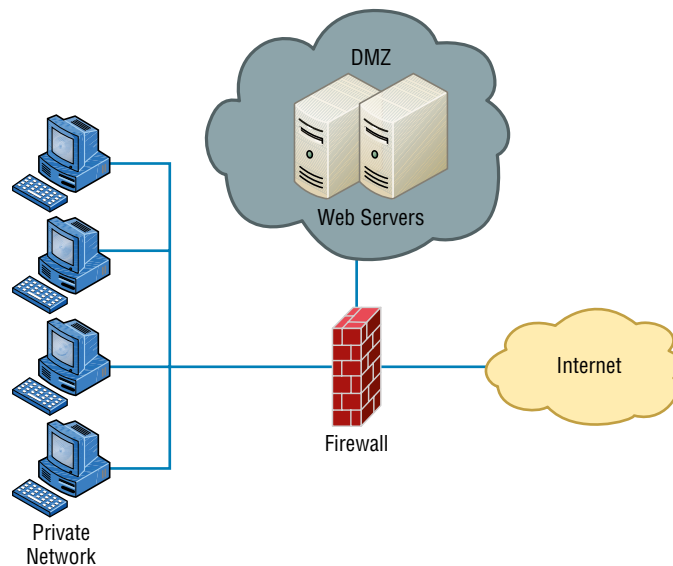 DMZ
Web Servers
Internet
Firewall
Private
Network